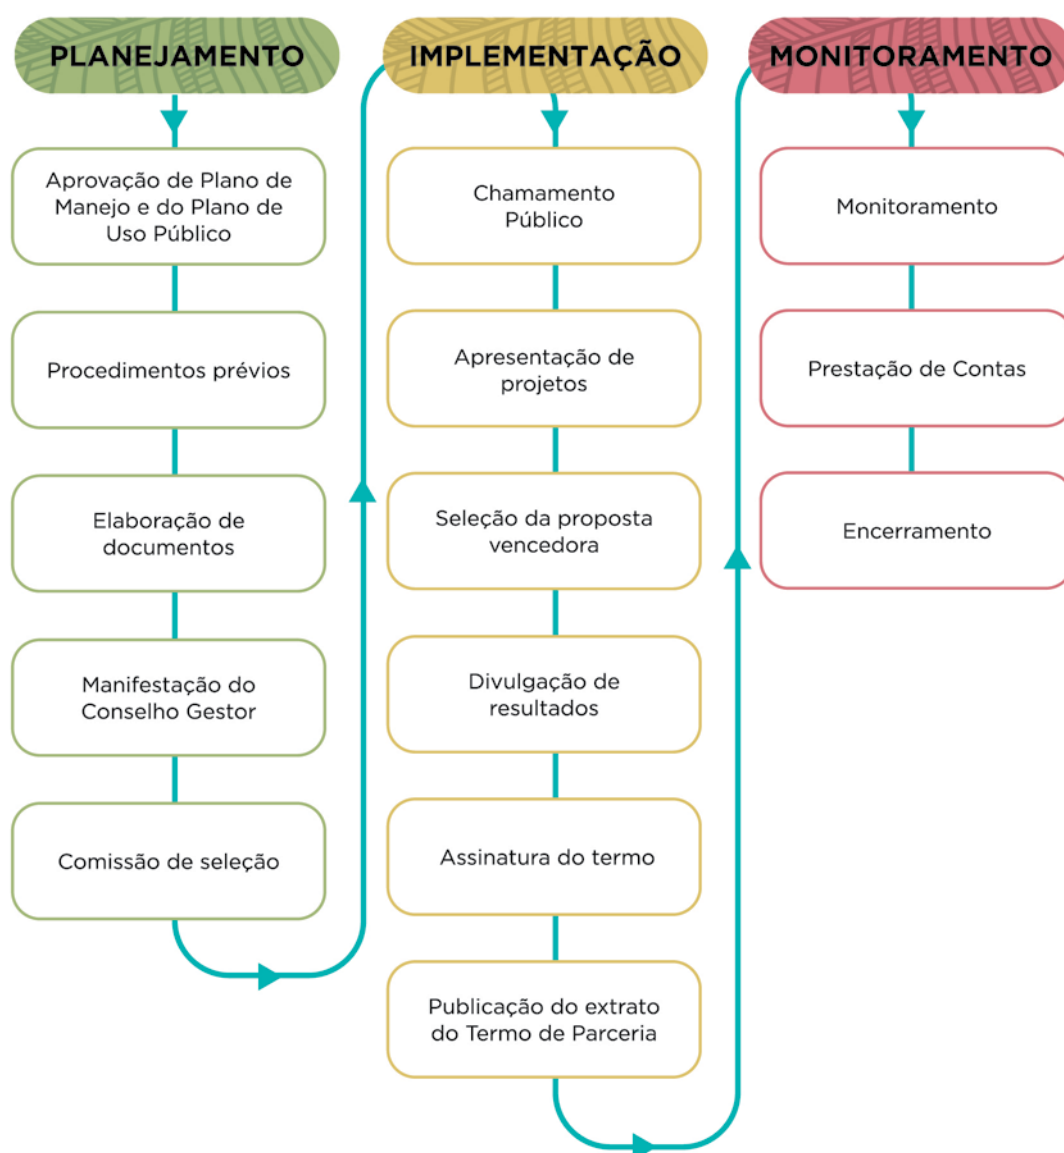 PLANEJAMENTO
Aprovação de Plano de
Manejo e do Plano de
Uso Público
Procedimentos prévios
Elaboração de
documentos
Manifestação do
Conselho Gestor
Comissão de seleção
IMPLEMENTAÇÃO
Chamamento
Público
Apresentação de
projetos
Seleção da proposta
vencedora
Divulgação de
resultados
Assinatura do termo
Publicação do extrato
do Termo de Parceria
MONITORAMENTO
Monitoramento
Prestação de Contas
Encerramento